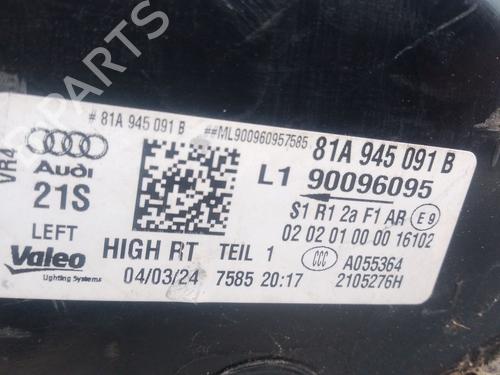 # 81A 945 091 B
##ML900960957585
81A 945 091 B
VR4
Audi
21S
L1 90096095
S1 R1 2a F1 AR E9
LEFT
HIGH RT TEIL 1
02 02 01 00 00 16102
Valeo
Lighting Systems
04/03/24 7585 20:17
CCC
A055364
2105276H
B-PARTS